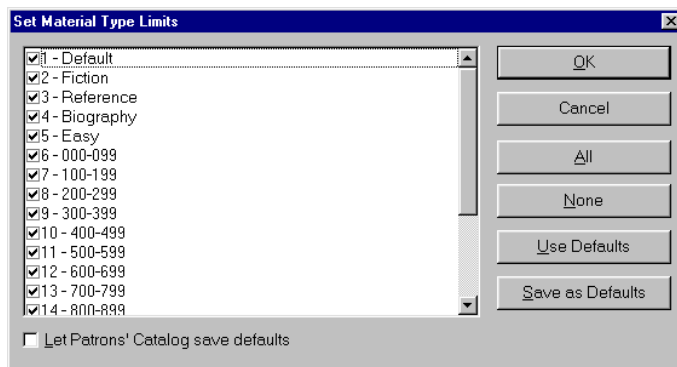 Set Material Type Limits
1 - Default
2 - Fiction
3 - Reference
4 - Biography
5 - Easy
6 - 000-099
7 - 100-199
8 - 200-299
9 - 300-399
10 - 400-499
11 - 500-599
12 - 600-699
13 - 700-799
14 - 800-899
Let Patrons' Catalog save defaults
OK
Cancel
All
None
Use Defaults
Save as Defaults